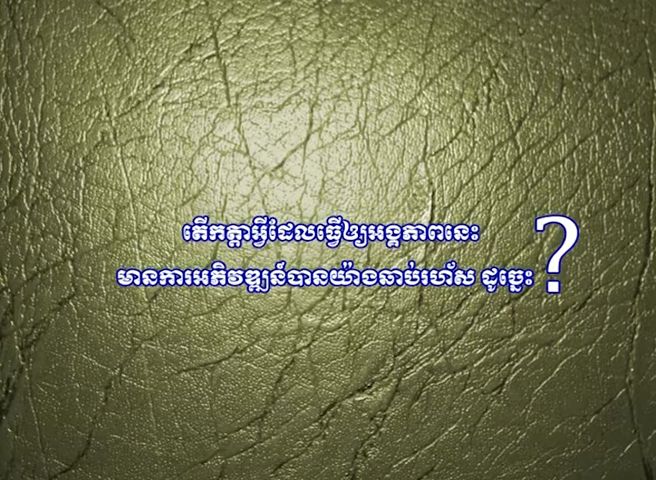 តើកត្តាអ្វីដែលធ្វើឲ្យអង្គភាពនេះ
មានការអភិវឌ្ឍន៍បានយ៉ាងឆាប់រហ័ស ដូច្នេះ ?